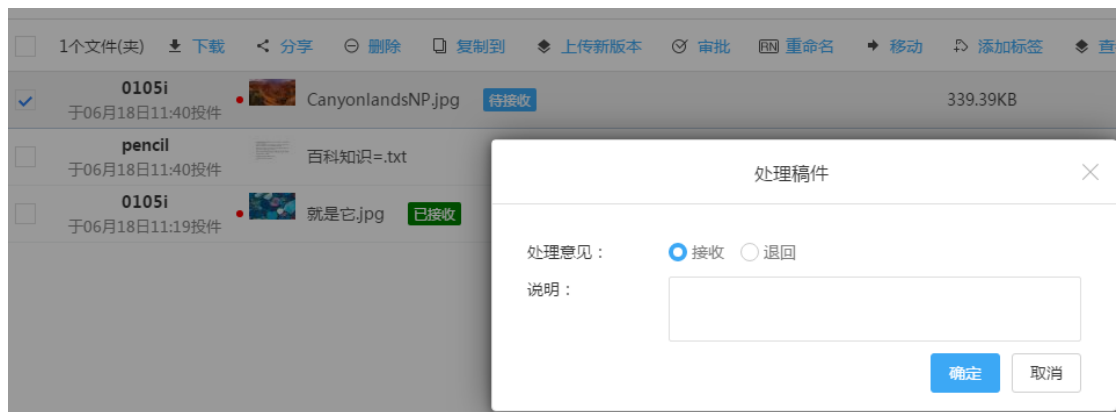 1个文件(夹) 下载 分享 删除 复制到 上传新版本 审批 RN 重命名 移动 添加标签 查
0105i
于06月18日11:40投件
CanyonlandsNP.jpg 待接收 339.39KB
pencil
于06月18日11:40投件
百科知识=.txt
0105i
于06月18日11:19投件
就是它.jpg 已接收
处理稿件
处理意见： 接收 退回
说明：
确定 取消